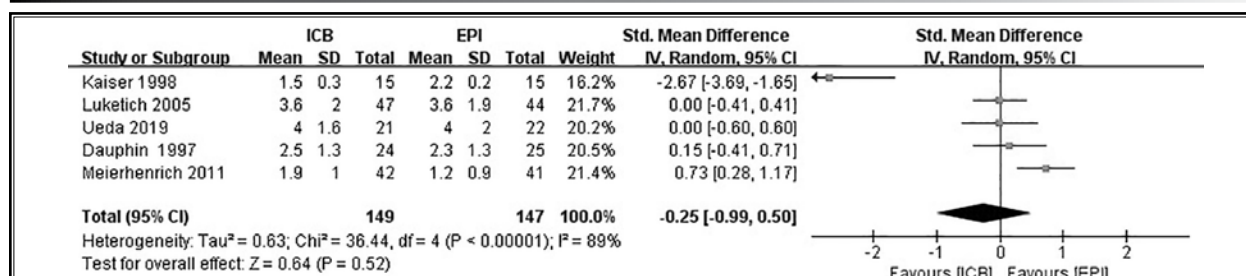 ICB EPI Std. Mean Difference Std. Mean Difference
Study or Subgroup Mean SD Total Mean SD Total Weight IV, Random, 95% CI IV, Random, 95% CI
Kaiser 1998 1.5 0.3 15 2.2 0.2 15 16.2% -2.67 [-3.69, -1.65]
Luketich 2005 3.6 2 47 3.6 1.9 44 21.7% 0.00 [-0.41, 0.41]
Ueda 2019 4 1.6 21 4 2 22 20.2% 0.00 [-0.60, 0.60]
Dauphin 1997 2.5 1.3 24 2.3 1.3 25 20.5% 0.15 [-0.41, 0.71]
Meierhenrich 2011 1.9 1 42 1.2 0.9 41 21.4% 0.73 [0.28, 1.17]
Total (95% CI) 149 147 100.0% -0.25 [-0.99, 0.50]
Heterogeneity: Tau² = 0.63; Chi² = 36.44, df = 4 (P < 0.00001); I² = 89%
-2 -1 0 1 2
Test for overall effect: Z = 0.64 (P = 0.52)
Favours [ICB] Favours [EPI]